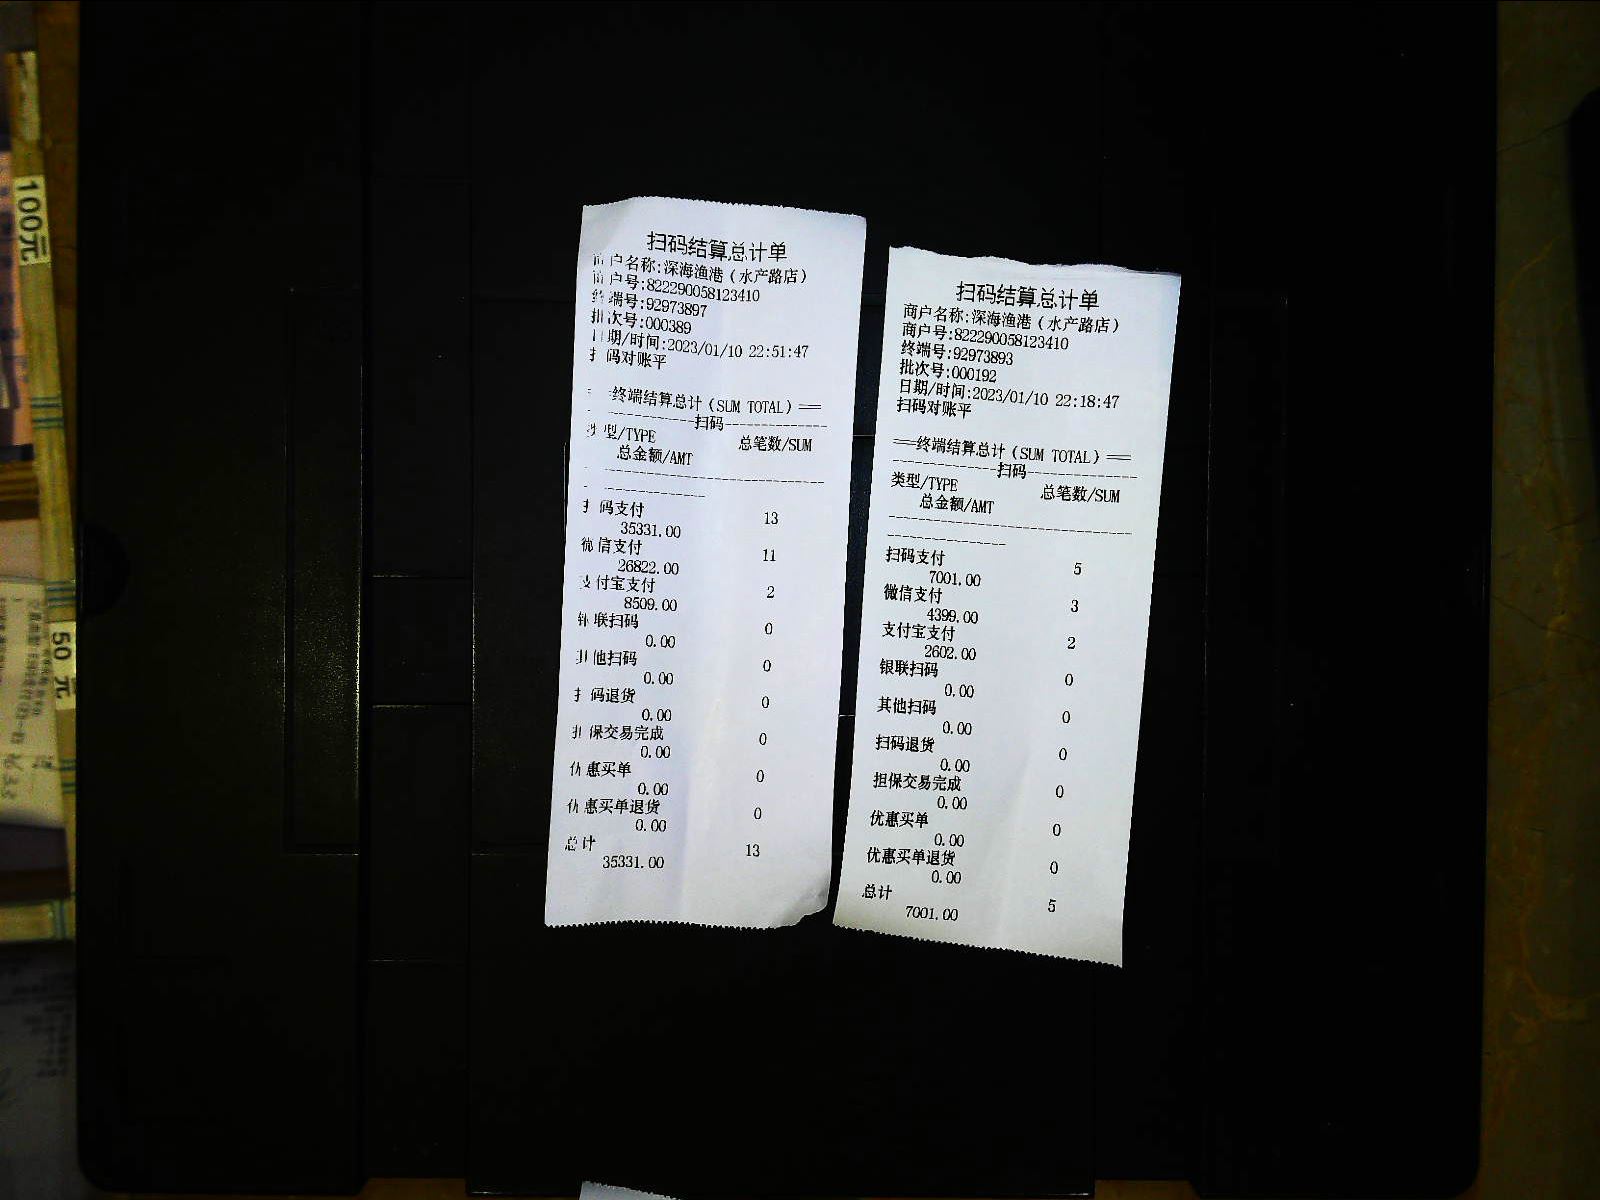 100元
50元
扫码结算总计单
商户名称:深海渔港(水产路店)
商户号:822290058123410
终端号:92973897
批次号:000389
日期/时间:2023/01/10 22:51:47
扫码对账平
==终端结算总计(SUM TOTAL)==
扫码
类型/TYPE 总笔数/SUM
总金额/AMT
扫码支付 13
35331.00
微信支付 11
26822.00
支付宝支付 2
8509.00
银联扫码 0
0.00
其他扫码 0
0.00
扫码退货 0
0.00
担保交易完成 0
0.00
优惠买单 0
0.00
优惠买单退货 0
0.00
总计 13
35331.00
扫码结算总计单
商户名称:深海渔港(水产路店)
商户号:822290058123410
终端号:92973893
批次号:000192
日期/时间:2023/01/10 22:18:47
扫码对账平
===终端结算总计(SUM TOTAL)===
扫码
类型/TYPE 总笔数/SUM
总金额/AMT
扫码支付 5
7001.00
微信支付 3
4399.00
支付宝支付 2
2602.00
银联扫码 0
0.00
其他扫码 0
0.00
扫码退货 0
0.00
担保交易完成 0
0.00
优惠买单 0
0.00
优惠买单退货 0
0.00
总计 5
7001.00